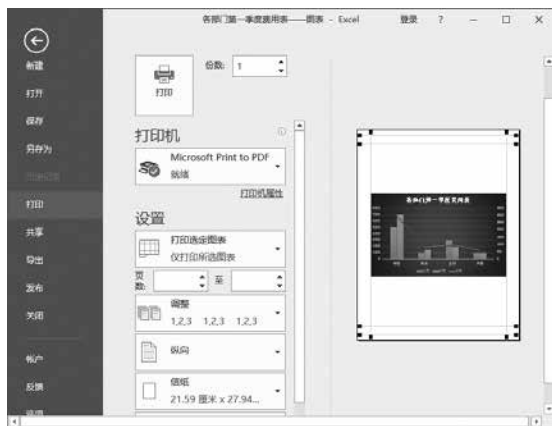 各部门第一季度费用表——图表 - Excel 登录 ?
新建
打开
保存
另存为
打印
共享
导出
发布
关闭
帐户
反馈
选项
打印
份数: 1
打印机
Microsoft Print to PDF
就绪
打印机属性
设置
打印选定图表
仅打印所选图表
页数: 至
调整
1,2,3 1,2,3 1,2,3
纵向
信纸
21.59 厘米 x 27.94...
各部门第一季度费用表